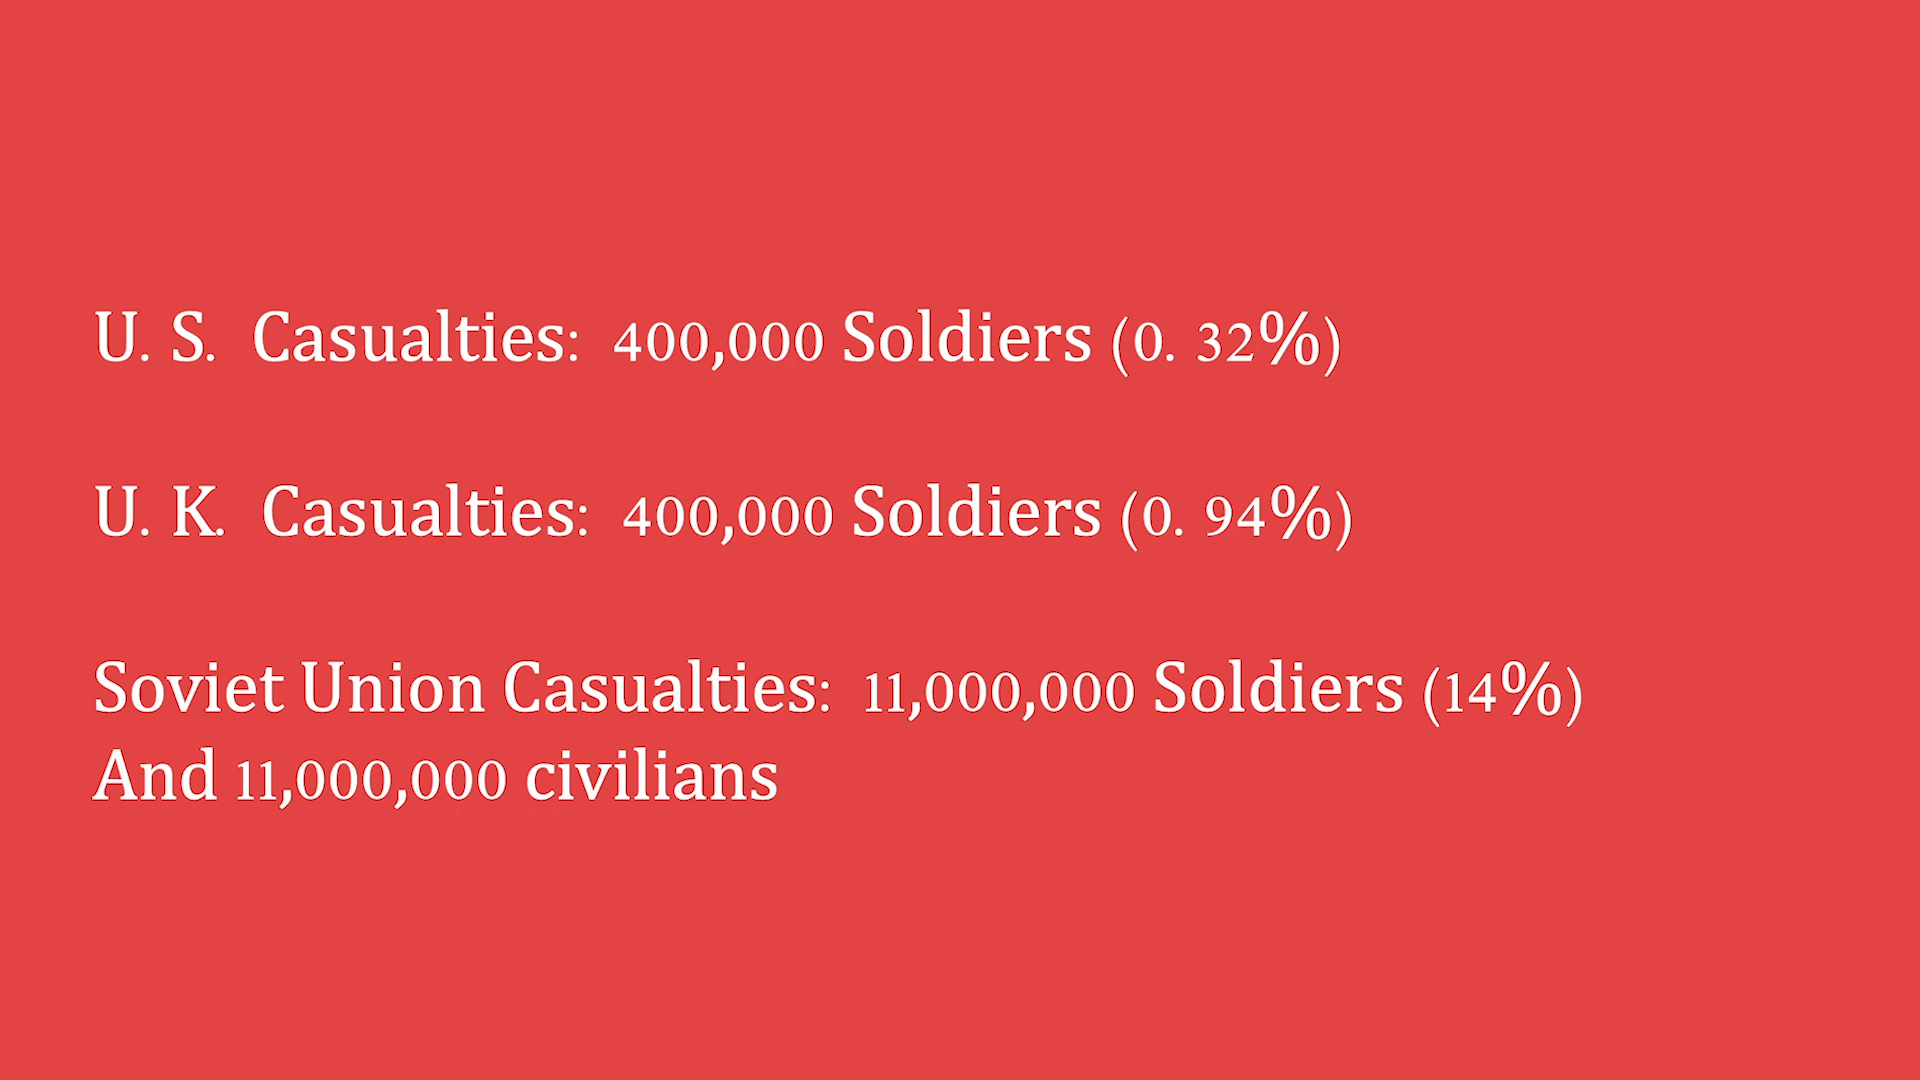 U. S. Casualties: 400,000 Soldiers (0. 32%)
U. K. Casualties: 400,000 Soldiers (0. 94%)
Soviet Union Casualties: 11,000,000 Soldiers (14%)
And 11,000,000 civilians